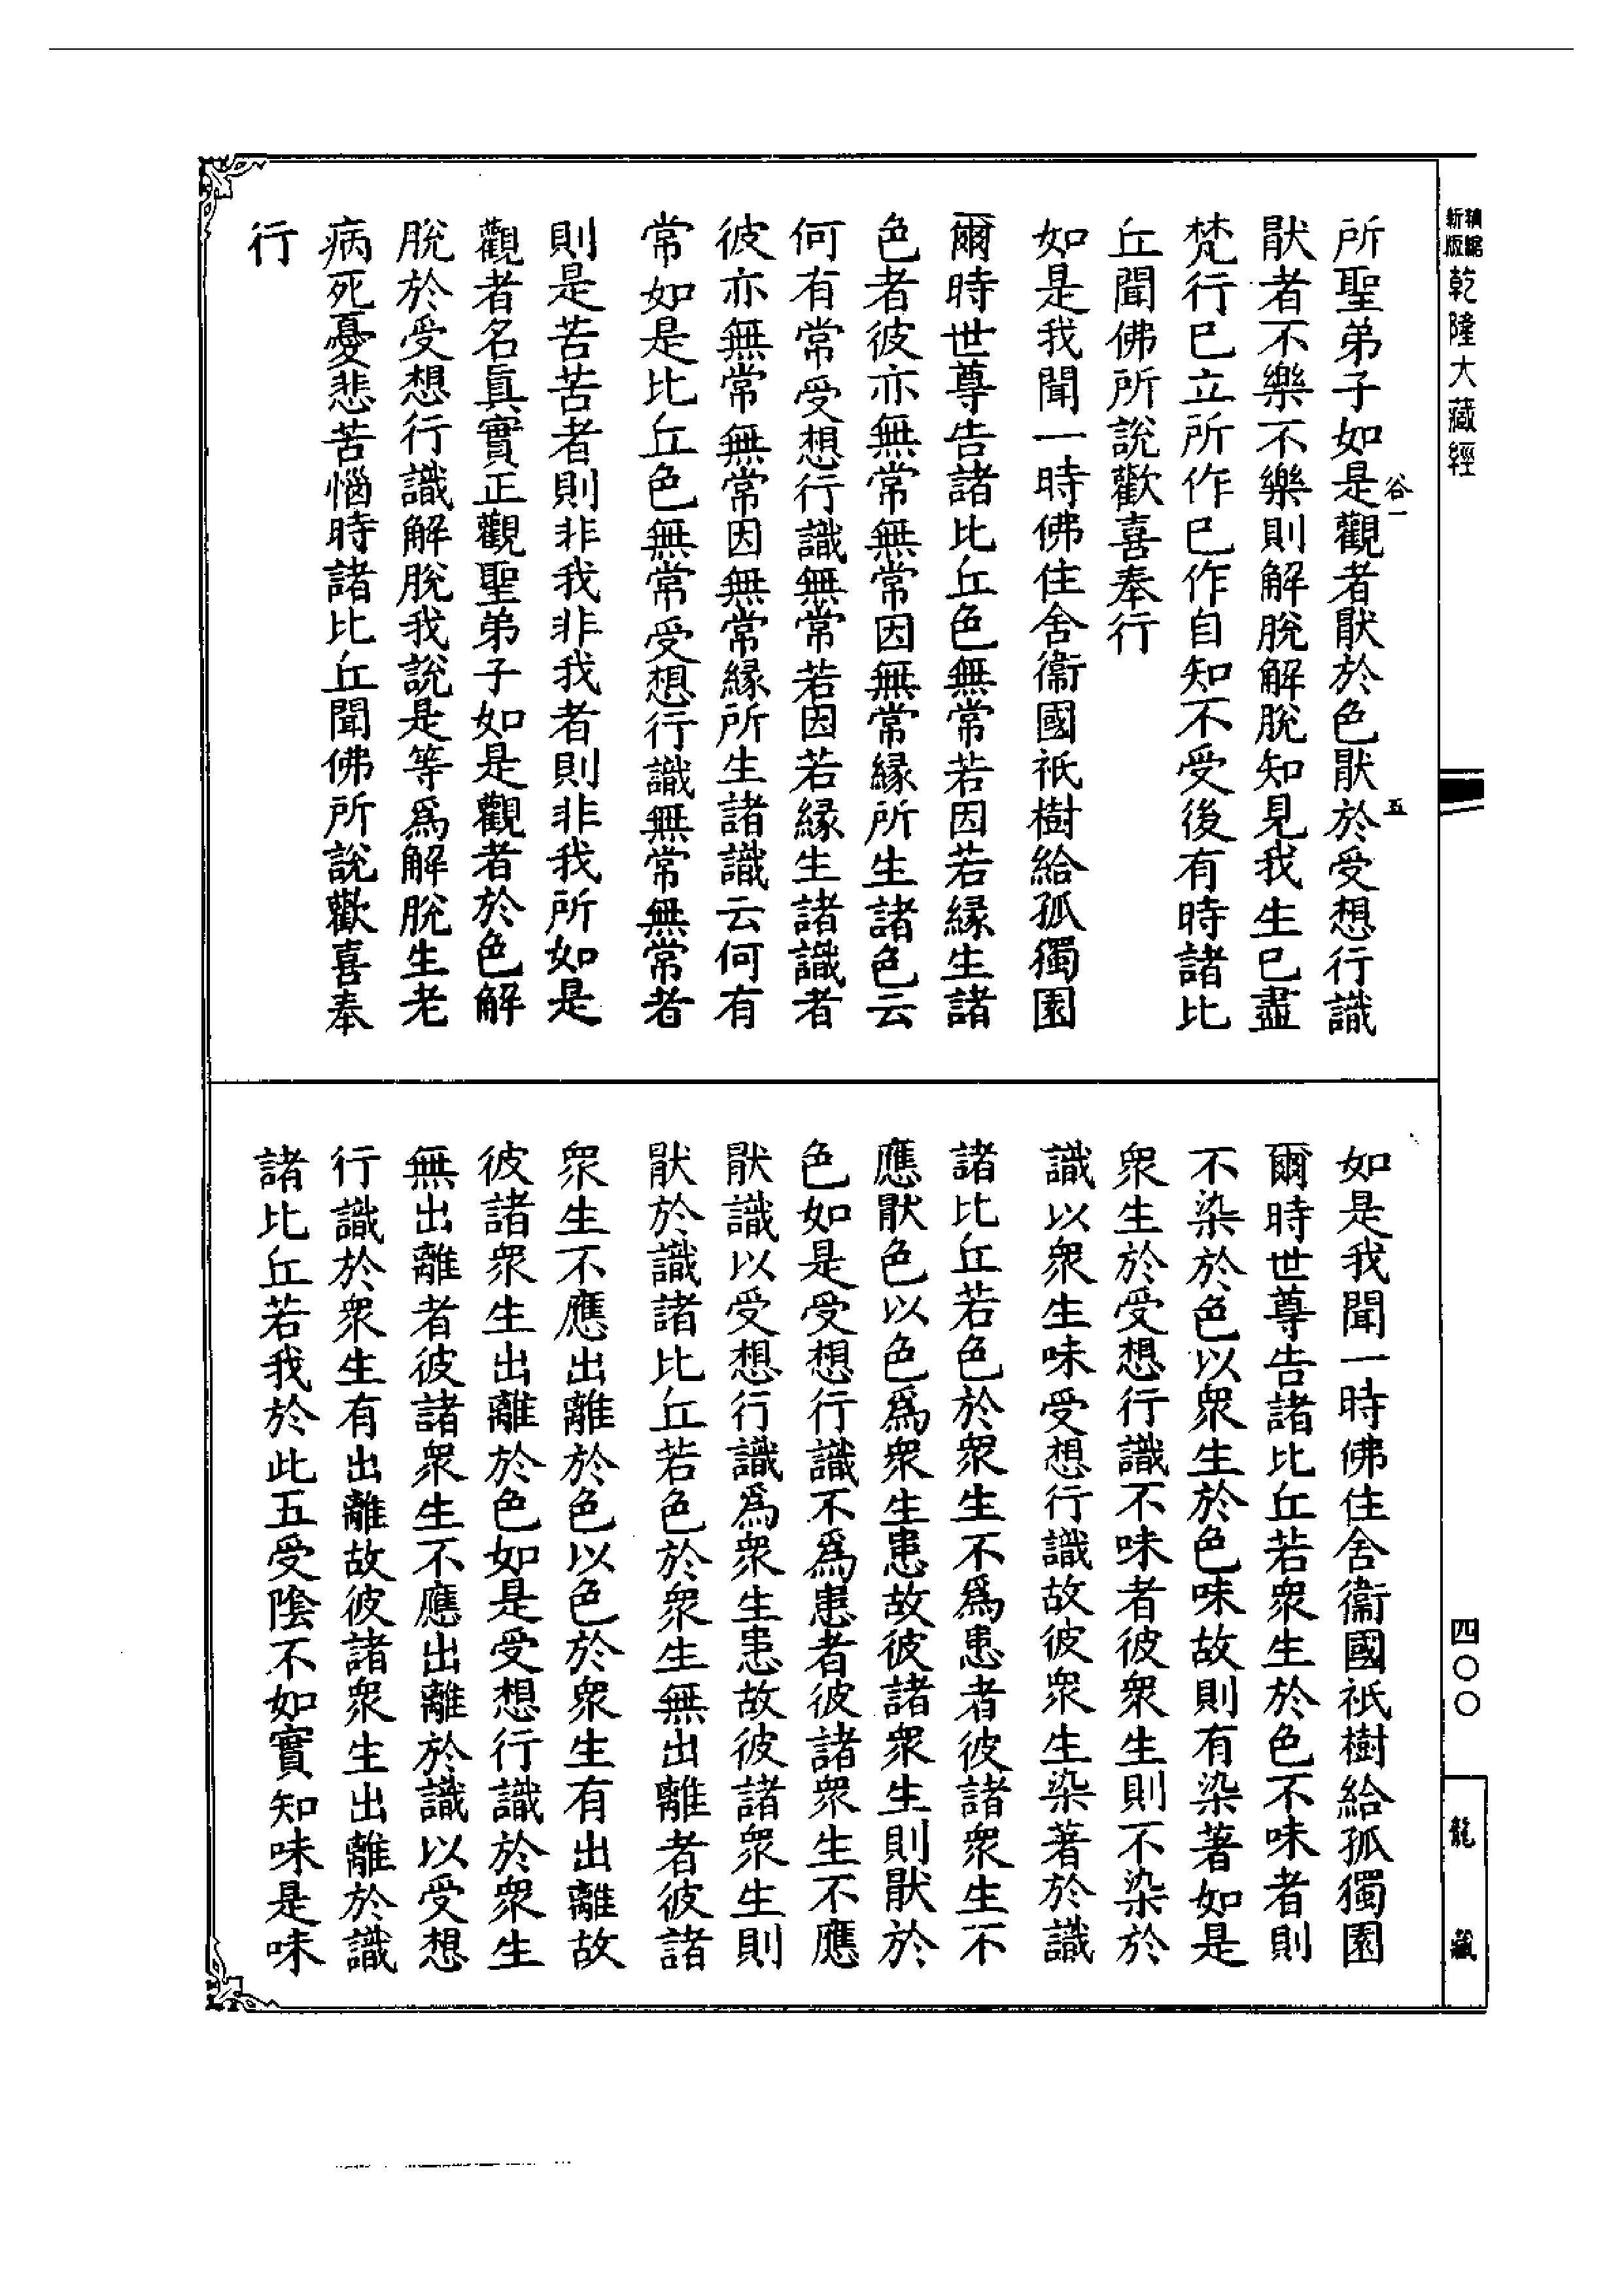 新版精縮乾隆大藏經
谷一
五
所聖弟子如是觀者猒於色猒於受想行識
猒者不樂不樂則解脫解脫知見我生已盡
梵行已立所作已作自知不受後有時諸比
丘聞佛所說歡喜奉行
如是我聞一時佛住舍衞國祇樹給孤獨園
爾時世尊告諸比丘色無常若因若緣生諸
色者彼亦無常無常因無常緣所生諸色云
何有常受想行識無常若因若緣生諸識者
彼亦無常無常因無常緣所生諸識云何有
常如是比丘色無常受想行識無常無常者
則是苦苦者則非我非我者則非我所如是
觀者名眞實正觀聖弟子如是觀者於色解
脫於受想行識解脫我說是等爲解脫生老
病死憂悲苦惱時諸比丘聞佛所說歡喜奉
行
如是我聞一時佛住舍衞國祇樹給孤獨園
爾時世尊告諸比丘若衆生於色不味者則
不染於色以衆生於色味故則有染著如是
衆生於受想行識不味者彼衆生則不染於
識以衆生味受想行識故彼衆生染著於識
諸比丘若色於衆生不爲患者彼諸衆生不
應猒色以色爲衆生患故彼諸衆生則猒於
色如是受想行識不爲患者彼諸衆生不應
猒識以受想行識爲衆生患故彼諸衆生則
猒於識諸比丘若色於衆生無出離者彼諸
衆生不應出離於色以色於衆生有出離故
彼諸衆生出離於色如是受想行識於衆生
無出離者彼諸衆生不應出離於識以受想
行識於衆生有出離故彼諸衆生出離於識
諸比丘若我於此五受陰不如實知味是味
四〇〇
龍藏